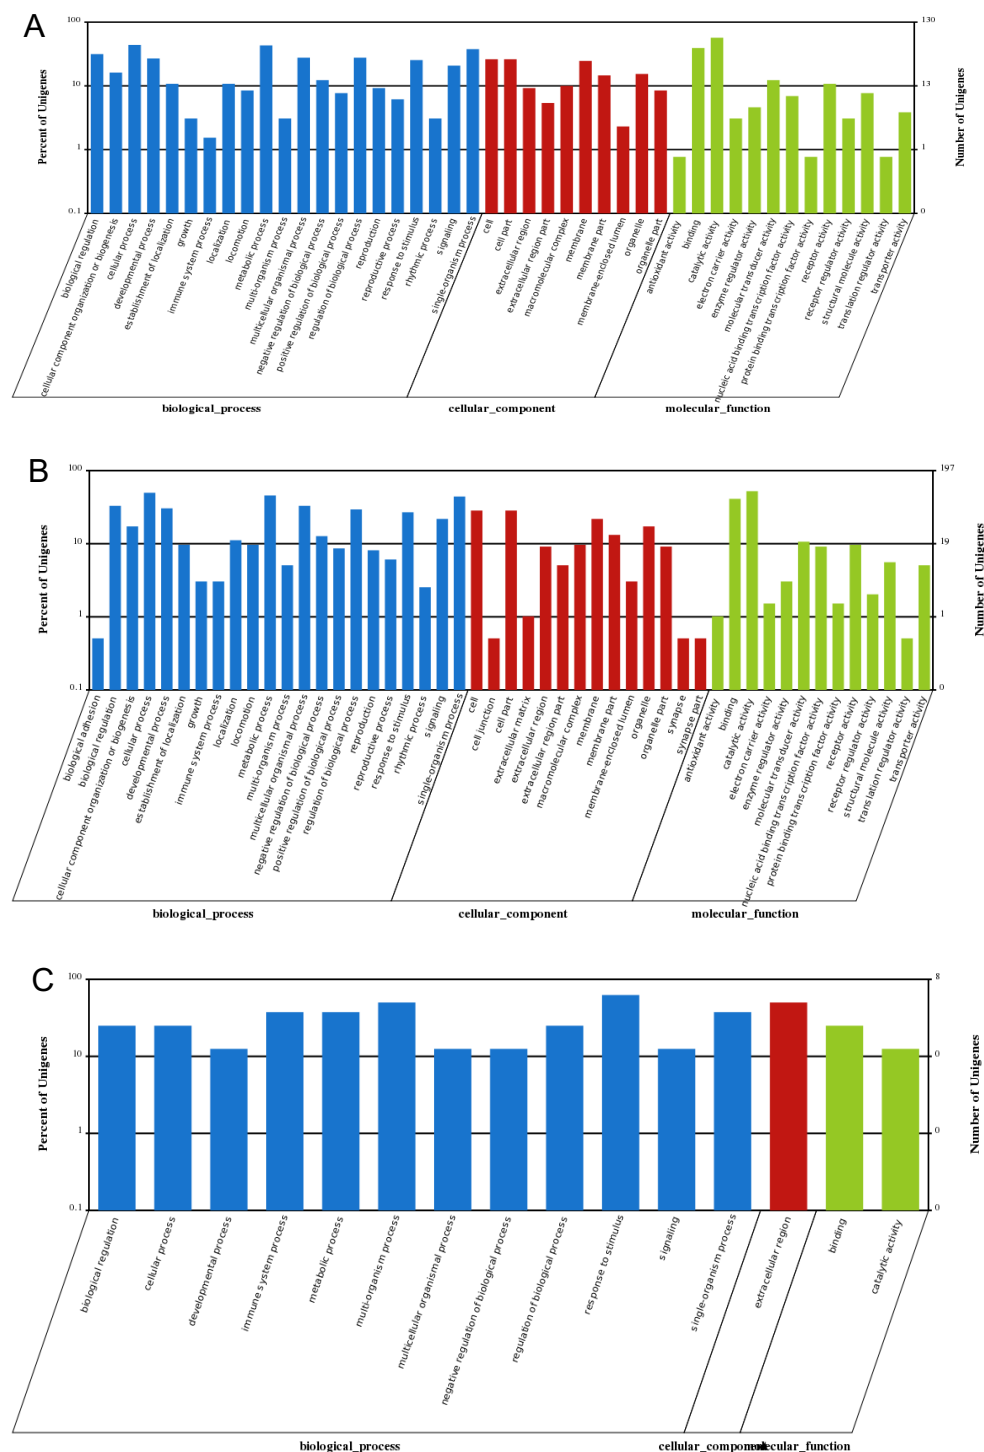 A
100
10
1
0.1
Percent of Unigenes
130
13
1
0
Number of Unigenes
biological regulation
cellular component organization or biogenesis
cellular process
developmental process
establishment of localization
growth
immune system process
localization
locomotion
metabolic process
multi-organism process
multicellular organismal process
negative regulation of biological process
positive regulation of biological process
regulation of biological process
reproduction
reproductive process
response to stimulus
rhythmic process
signaling
single-organism process
cell
cell part
extracellular region
extracellular region part
macromolecular complex
membrane
membrane part
membrane-enclosed lumen
organelle
organelle part
antioxidant activity
binding
catalytic activity
electron carrier activity
enzyme regulator activity
molecular transducer activity
nucleic acid binding transcription factor activity
protein binding transcription factor activity
receptor activity
receptor regulator activity
structural molecule activity
translation regulator activity
transporter activity
biological_process
cellular_component
molecular_function
B
100
10
1
0.1
Percent of Unigenes
197
19
1
0
Number of Unigenes
biological adhesion
biological regulation
cellular component organization or biogenesis
cellular process
developmental process
establishment of localization
growth
immune system process
localization
locomotion
metabolic process
multi-organism process
multicellular organismal process
negative regulation of biological process
positive regulation of biological process
regulation of biological process
reproduction
reproductive process
response to stimulus
rhythmic process
signaling
single-organism process
cell
cell junction
cell part
extracellular matrix
extracellular region
extracellular region part
macromolecular complex
membrane
membrane part
membrane-enclosed lumen
organelle
organelle part
synapse
synapse part
antioxidant activity
binding
catalytic activity
electron carrier activity
enzyme regulator activity
molecular transducer activity
nucleic acid binding transcription factor activity
protein binding transcription factor activity
receptor activity
receptor regulator activity
structural molecule activity
translation regulator activity
transporter activity
biological_process
cellular_component
molecular_function
C
100
10
1
0.1
Percent of Unigenes
8
0
0
0
Number of Unigenes
biological regulation
cellular process
developmental process
immune system process
metabolic process
multi-organism process
multicellular organismal process
negative regulation of biological process
regulation of biological process
response to stimulus
signaling
single-organism process
extracellular region
binding
catalytic activity
biological_process
cellular_component
molecular_function